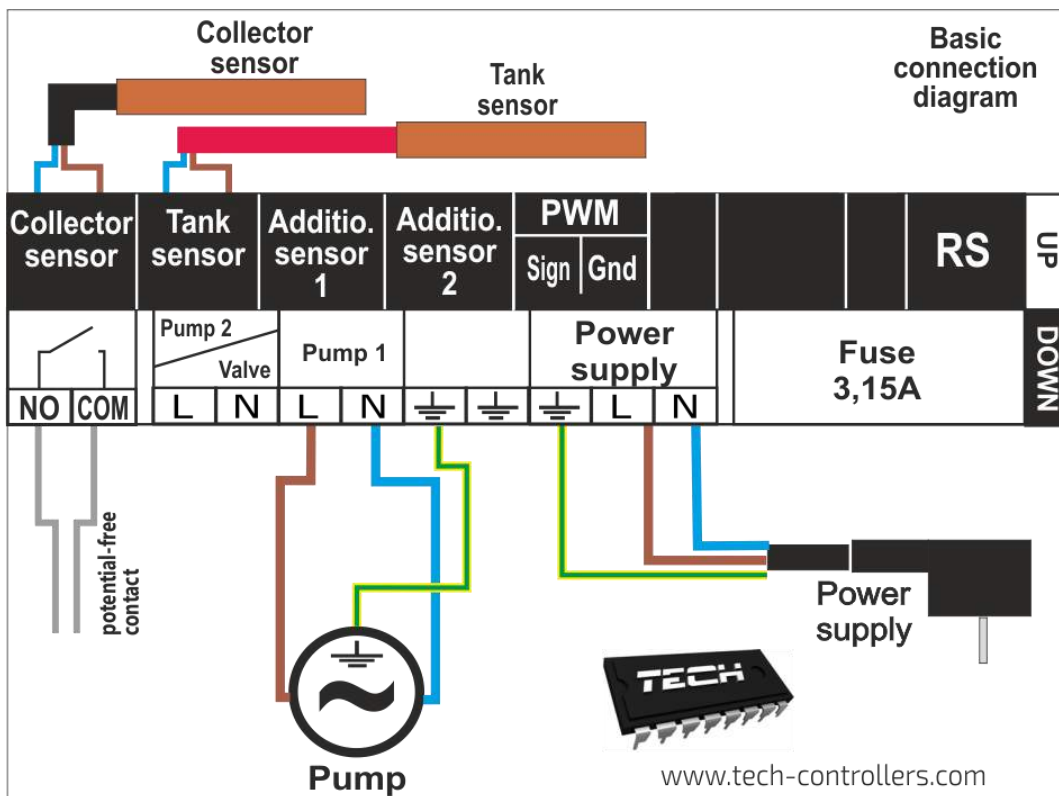 Collector
sensor
Tank
sensor
Basic
connection
diagram
Collector
sensor
Tank
sensor
Additio.
sensor
1
Additio.
sensor
2
PWM
Sign Gnd
RS
UP
Pump 2
Valve
Pump 1
Power
supply
Fuse
3,15A
DOWN
NO COM
L N L N
L N
potential-free
contact
Power
supply
TECH
Pump
www.tech-controllers.com